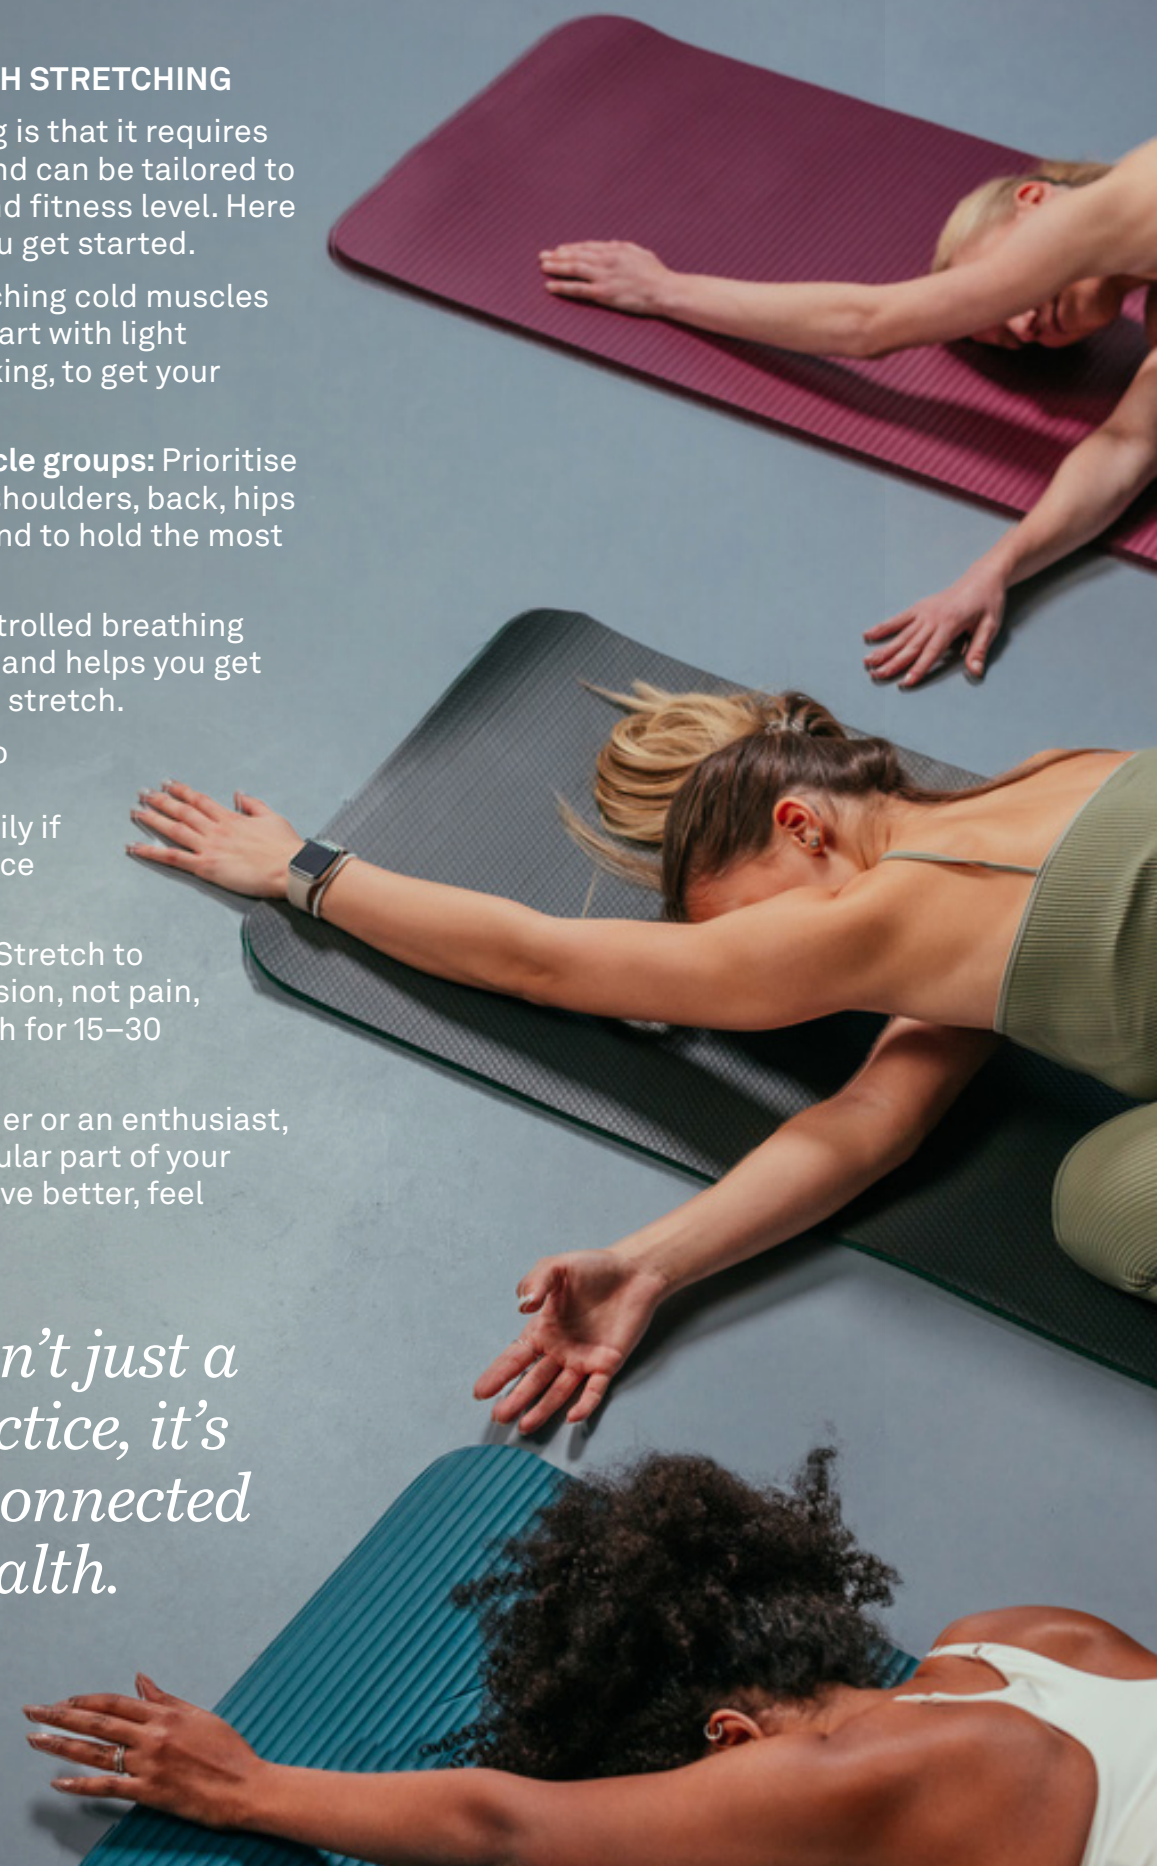 H STRETCHING
g is that it requires
nd can be tailored to
nd fitness level. Here
u get started.
ching cold muscles
art with light
king, to get your
cle groups: Prioritise
shoulders, back, hips
nd to hold the most
trolled breathing
and helps you get
stretch.
o
ily if
ce
Stretch to
sion, not pain,
h for 15–30
er or an enthusiast,
ular part of your
ve better, feel
n’t just a
ctice, it’s
onnected
alth.